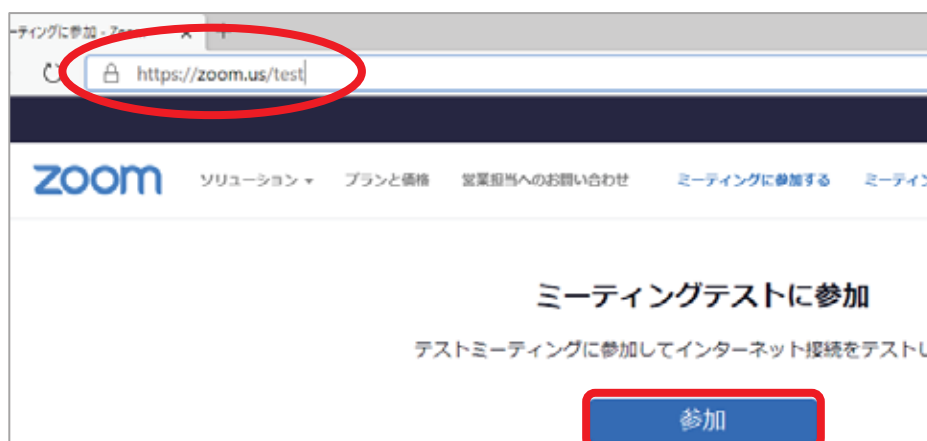 ーティングに参加 - Zoom
https://zoom.us/test
zoom
ソリューション プランと価格 営業担当へのお問い合わせ ミーティングに参加する ミーティン
ミーティングテストに参加
テストミーティングに参加してインターネット接続をテストし
参加